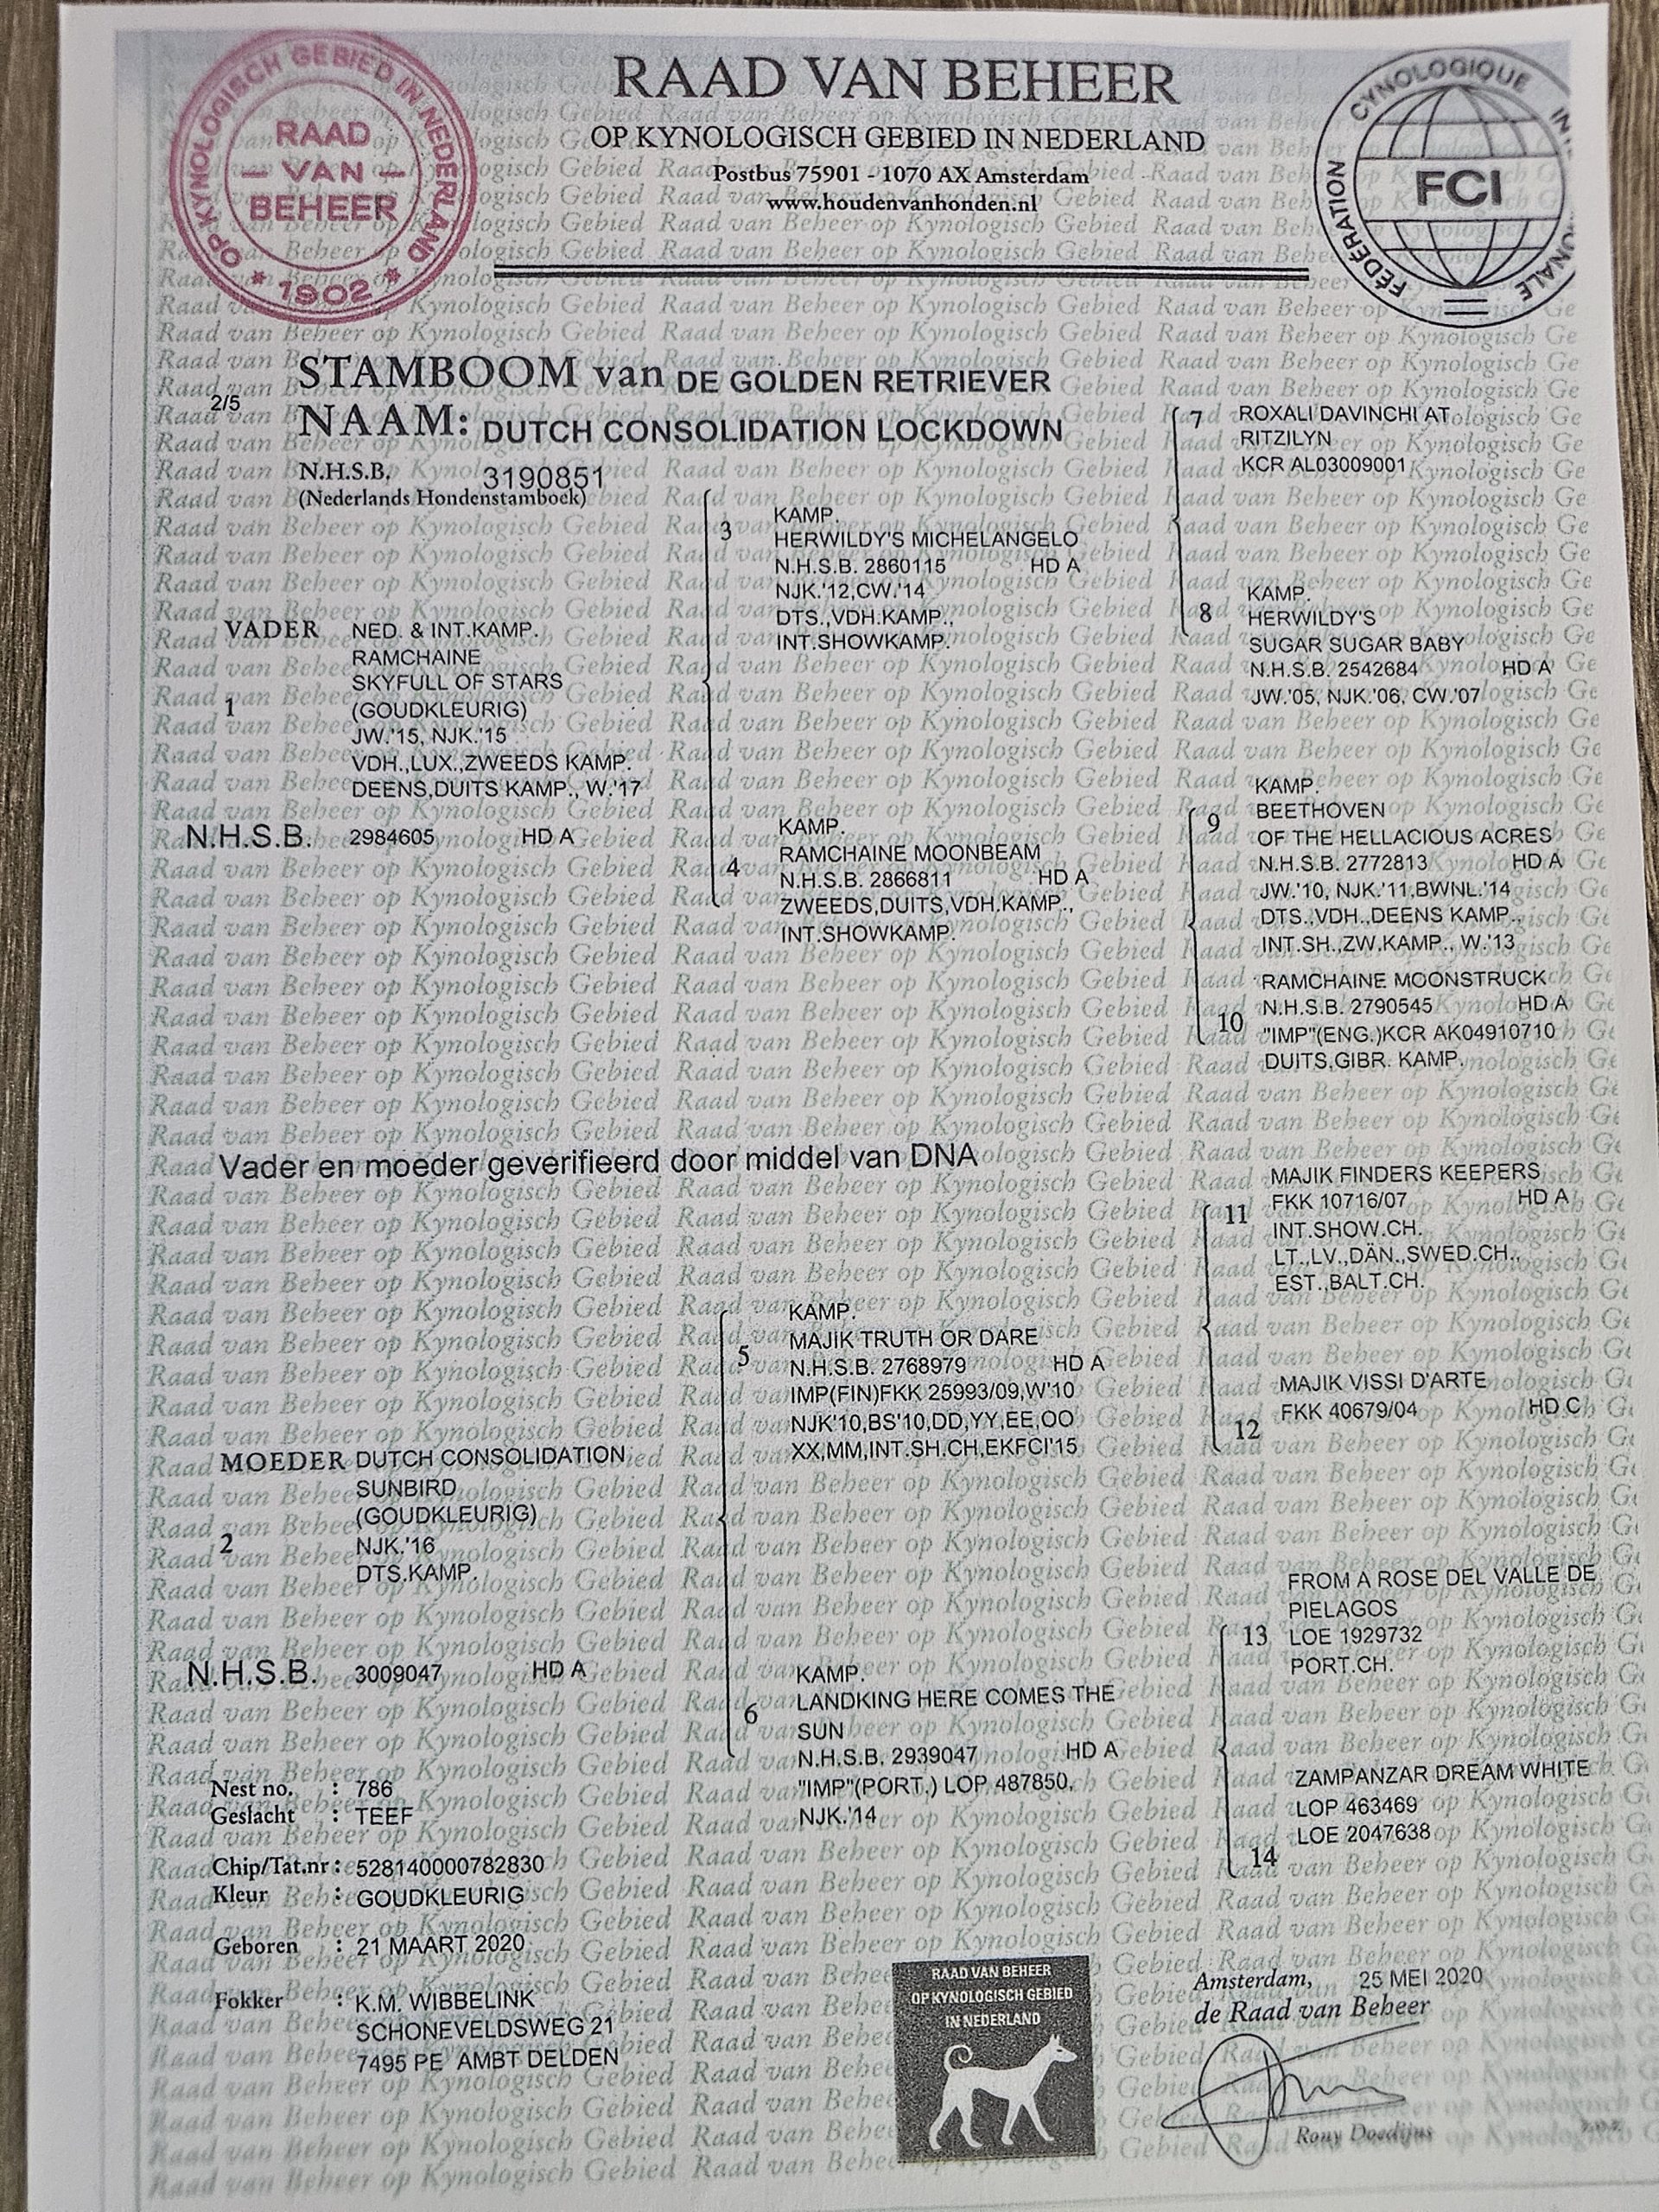 OP KYNOLOGISCH GEBIED IN NEDERLAND
RAAD
VAN
BEHEER
* 1902 *
RAAD VAN BEHEER
OP KYNOLOGISCH GEBIED IN NEDERLAND
Postbus 75901 - 1070 AX Amsterdam
www.houdenvanhonden.nl
FÉDÉRATION CYNOLOGIQUE
FCI
STAMBOOM van DE GOLDEN RETRIEVER
2/5
NAAM: DUTCH CONSOLIDATION LOCKDOWN
N.H.S.B. 3190851
(Nederlands Hondenstamboek)
VADER NED. & INT.KAMP.
RAMCHAINE
SKYFULL OF STARS
1 (GOUDKLEURIG)
JW.'15, NJK.'15
VDH.,LUX.,ZWEEDS KAMP.
DEENS,DUITS KAMP., W.'17
N.H.S.B. 2984605 HD A
3 KAMP.
HERWILDY'S MICHELANGELO
N.H.S.B. 2860115 HD A
NJK.'12,CW.'14
DTS.,VDH.KAMP.,
INT.SHOWKAMP.
4 KAMP.
RAMCHAINE MOONBEAM
N.H.S.B. 2866811 HD A
ZWEEDS,DUITS,VDH.KAMP.,
INT.SHOWKAMP.
7 ROXALI DAVINCHI AT
RITZILYN
KCR AL03009001
8 KAMP.
HERWILDY'S
SUGAR SUGAR BABY
N.H.S.B. 2542684 HD A
JW.'05, NJK.'06, CW.'07
9 KAMP.
BEETHOVEN
OF THE HELLACIOUS ACRES
N.H.S.B. 2772813 HD A
JW.'10, NJK.'11,BWNL.'14
DTS.,VDH.,DEENS KAMP.,
INT.SH.,ZW.KAMP., W.'13
10 RAMCHAINE MOONSTRUCK
N.H.S.B. 2790545 HD A
"IMP"(ENG.)KCR AK04910710
DUITS,GIBR. KAMP.
Vader en moeder geverifieerd door middel van DNA
MOEDER DUTCH CONSOLIDATION
SUNBIRD
(GOUDKLEURIG)
2 NJK.'16
DTS.KAMP.
N.H.S.B. 3009047 HD A
5 KAMP.
MAJIK TRUTH OR DARE
N.H.S.B. 2768979 HD A
IMP(FIN)FKK 25993/09,W'10
NJK'10,BS'10,DD,YY,EE,OO
XX,MM,INT.SH.CH,EKFCI'15
6 KAMP.
LANDKING HERE COMES THE
SUN
N.H.S.B. 2939047 HD A
"IMP"(PORT.) LOP 487850,
NJK.'14
11 MAJIK FINDERS KEEPERS
FKK 10716/07 HD A
INT.SHOW.CH.
LT.,LV.,DÄN.,SWED.CH.,
EST.,BALT.CH.
12 MAJIK VISSI D'ARTE
FKK 40679/04 HD C
13 FROM A ROSE DEL VALLE DE
PIELAGOS
LOE 1929732
PORT.CH.
14 ZAMPANZAR DREAM WHITE
LOP 463469
LOE 2047638
Nest no. : 786
Geslacht : TEEF
Chip/Tat.nr : 528140000782830
Kleur : GOUDKLEURIG
Geboren : 21 MAART 2020
Fokker : K.M. WIBBELINK
SCHONEVELDSWEG 21
7495 PE AMBT DELDEN
RAAD VAN BEHEER
OP KYNOLOGISCH GEBIED
IN NEDERLAND
Amsterdam, 25 MEI 2020
de Raad van Beheer
Rony Doedijns